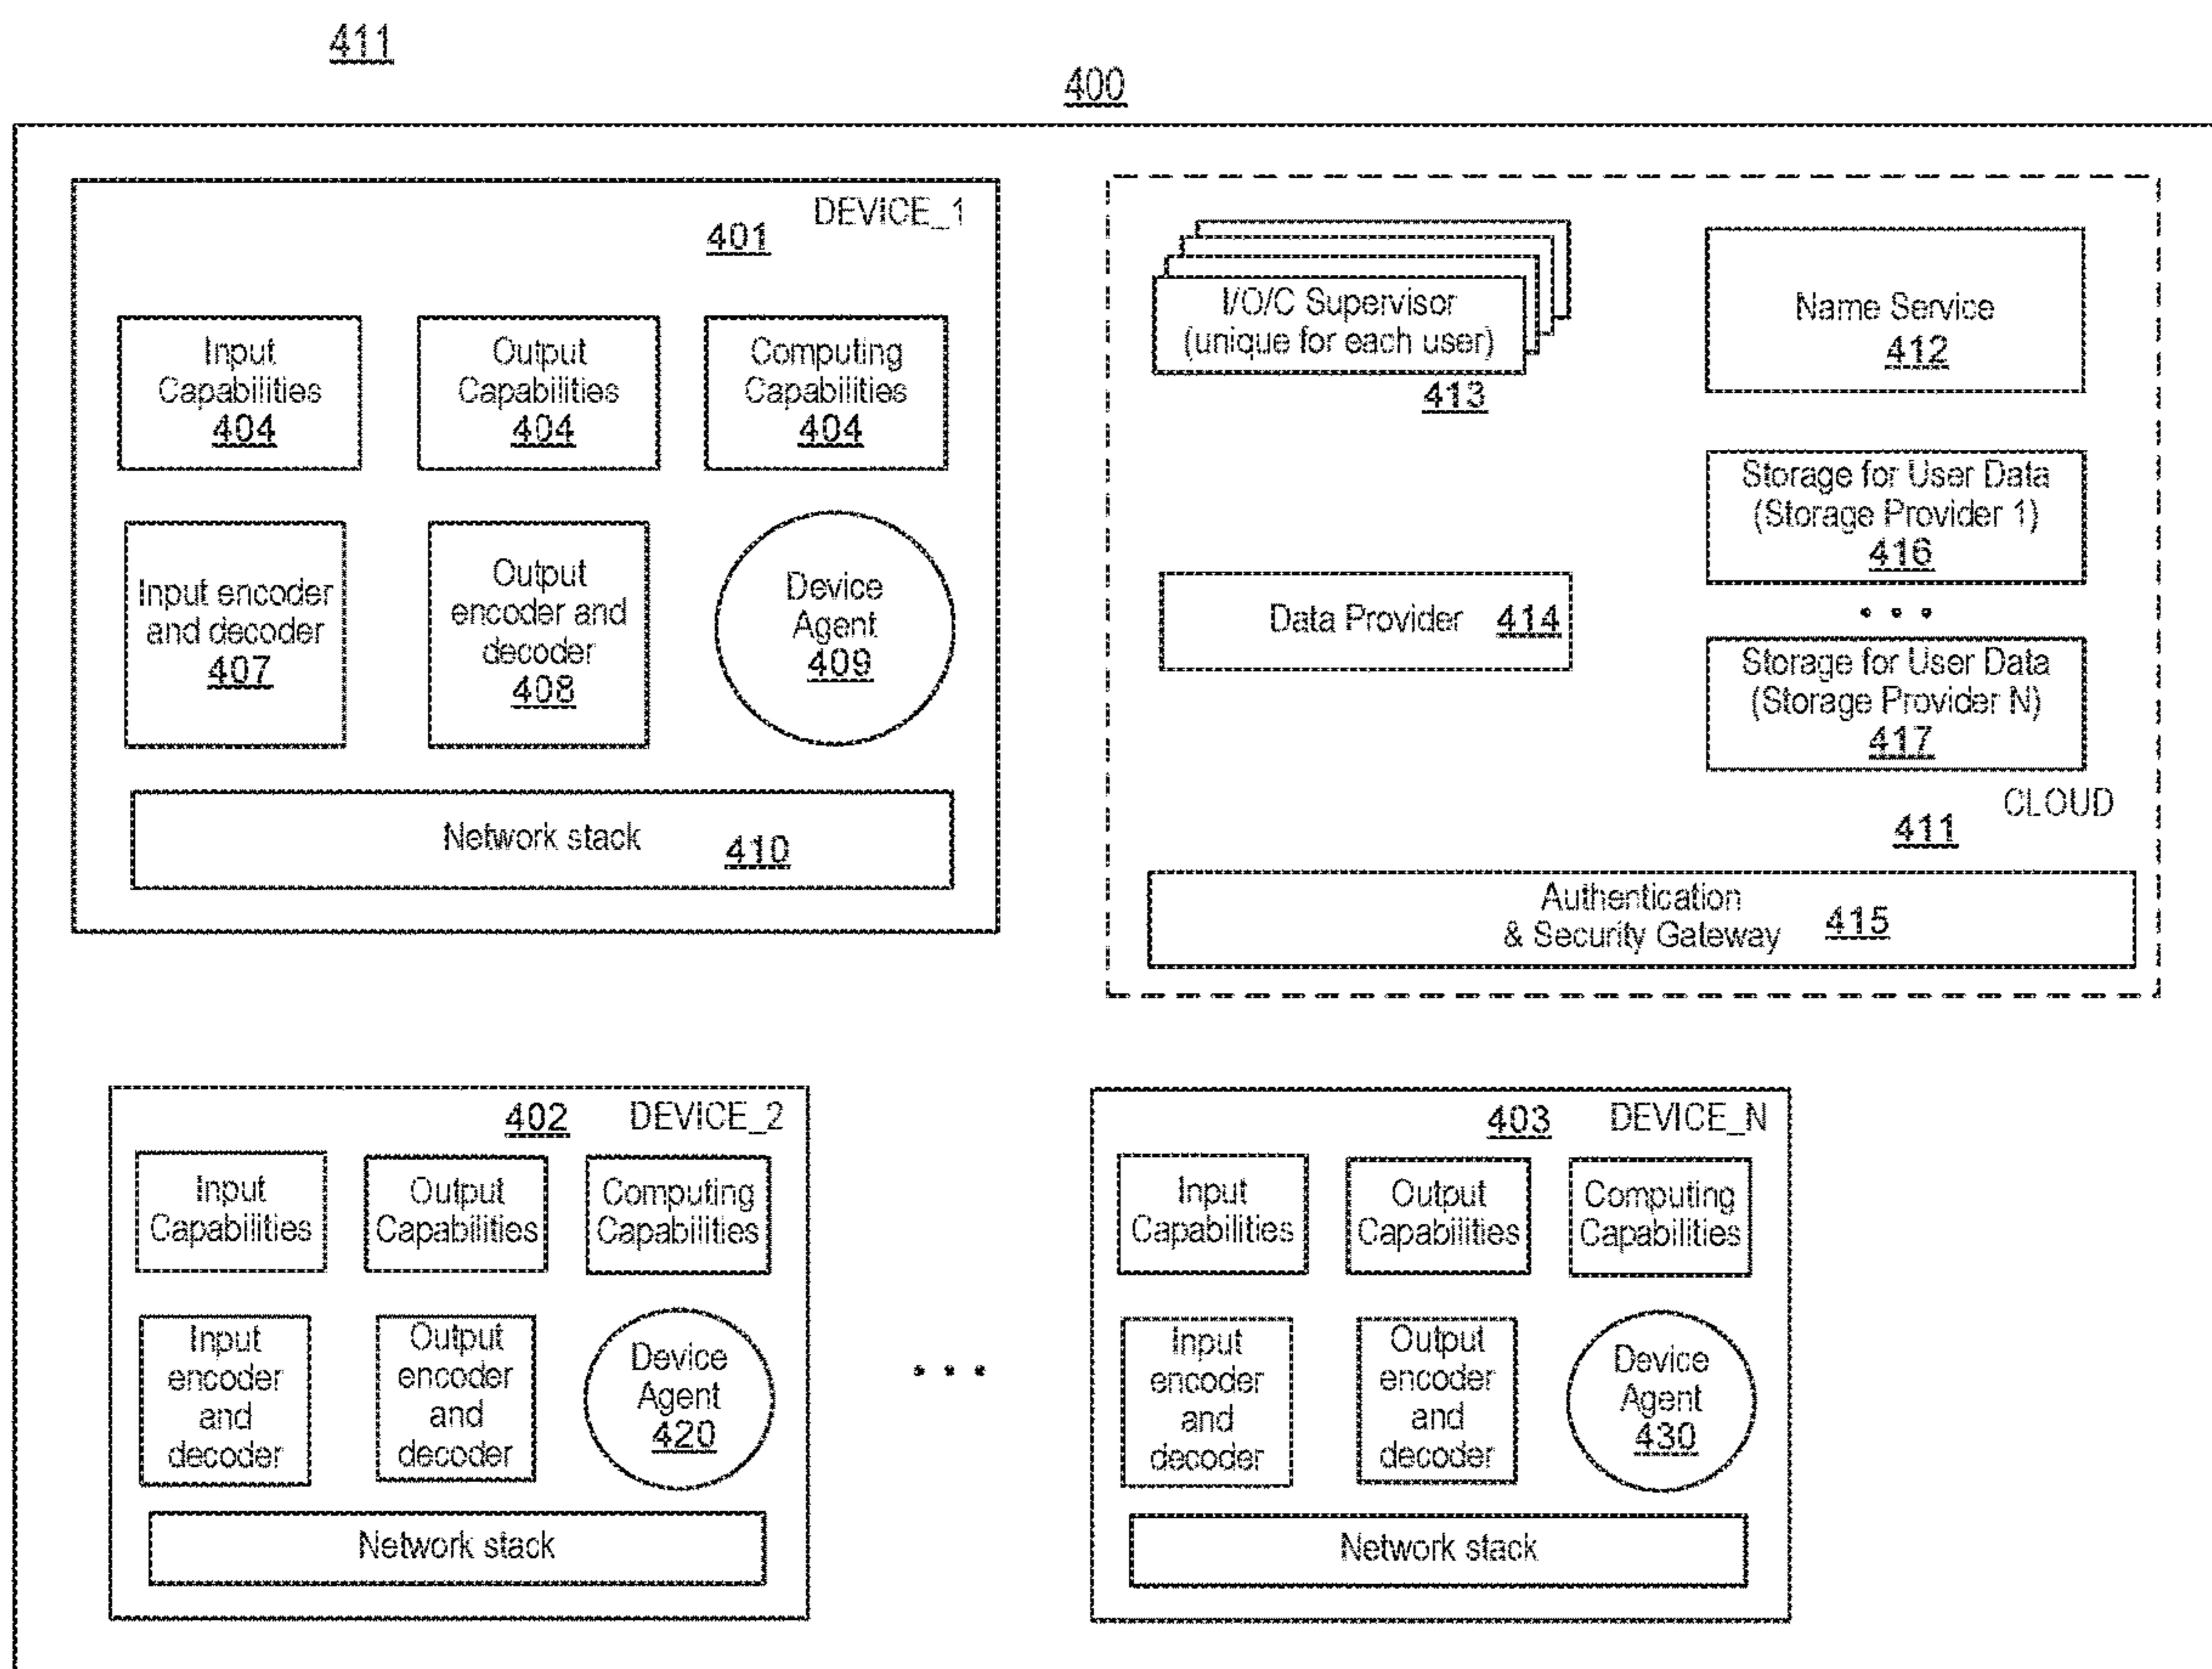 411
400
DEVICE_1
401
Input
Capabilities
404
Output
Capabilities
404
Computing
Capabilities
404
Input encoder
and decoder
407
Output
encoder and
decoder
408
Device
Agent
409
Network stack 410
I/O/C Supervisor
(unique for each user)
413
Name Service
412
Storage for User Data
(Storage Provider 1)
416
• • •
Data Provider 414
Storage for User Data
(Storage Provider N)
417
CLOUD
411
Authentication
& Security Gateway 415
402 DEVICE_2
Input
Capabilities
Output
Capabilities
Computing
Capabilities
Input
encoder
and
decoder
Output
encoder
and
decoder
Device
Agent
420
Network stack
• • •
403 DEVICE_N
Input
Capabilities
Output
Capabilities
Computing
Capabilities
Input
encoder
and
decoder
Output
encoder
and
decoder
Device
Agent
430
Network stack